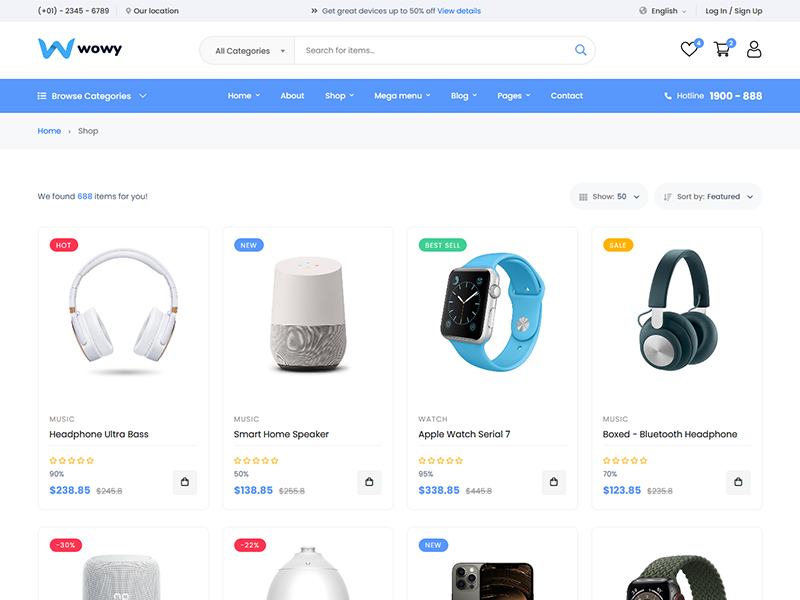 (+01) - 2345 - 6789
Our location
Get great devices up to 50% off View details
English
Log In / Sign Up
wowy
All Categories
Search for items...
4
2
Browse Categories
Home
About
Shop
Mega menu
Blog
Pages
Contact
Hotline 1900 - 888
Home › Shop
We found 688 items for you!
Show: 50
Sort by: Featured
HOT
NEW
BEST SELL
SALE
MUSIC
Headphone Ultra Bass
90%
$238.85 $245.8
MUSIC
Smart Home Speaker
50%
$138.85 $255.8
WATCH
Apple Watch Serial 7
95%
$338.85 $445.8
MUSIC
Boxed - Bluetooth Headphone
70%
$123.85 $235.8
-30%
-22%
NEW